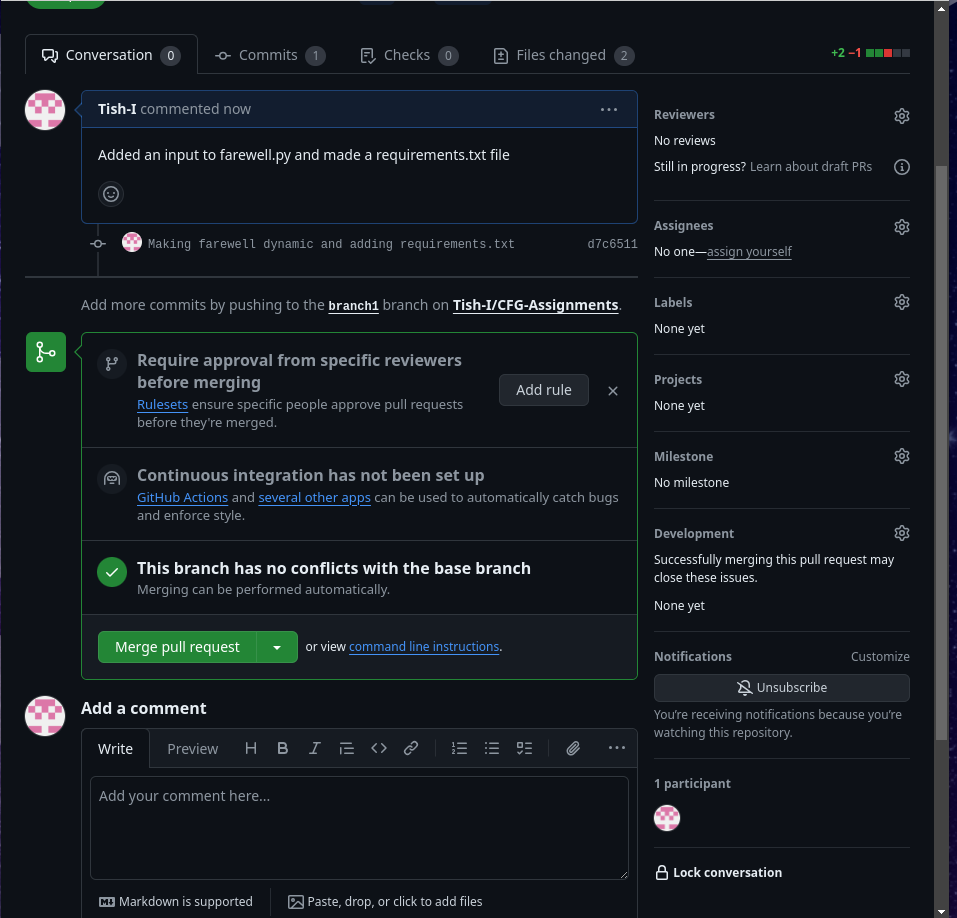 Conversation 0
Commits 1
Checks 0
Files changed 2
+2 −1
Tish-I commented now
Added an input to farewell.py and made a requirements.txt file
Making farewell dynamic and adding requirements.txt d7c6511
Add more commits by pushing to the branch1 branch on Tish-I/CFG-Assignments.
Require approval from specific reviewers
before merging
Rulesets ensure specific people approve pull requests
before they're merged.
Add rule
Continuous integration has not been set up
GitHub Actions and several other apps can be used to automatically catch bugs
and enforce style.
This branch has no conflicts with the base branch
Merging can be performed automatically.
Merge pull request
or view command line instructions.
Add a comment
Write
Preview
Add your comment here...
Markdown is supported
Paste, drop, or click to add files
Reviewers
No reviews
Still in progress? Learn about draft PRs
Assignees
No one—assign yourself
Labels
None yet
Projects
None yet
Milestone
No milestone
Development
Successfully merging this pull request may
close these issues.
None yet
Notifications
Customize
Unsubscribe
You're receiving notifications because you're
watching this repository.
1 participant
Lock conversation